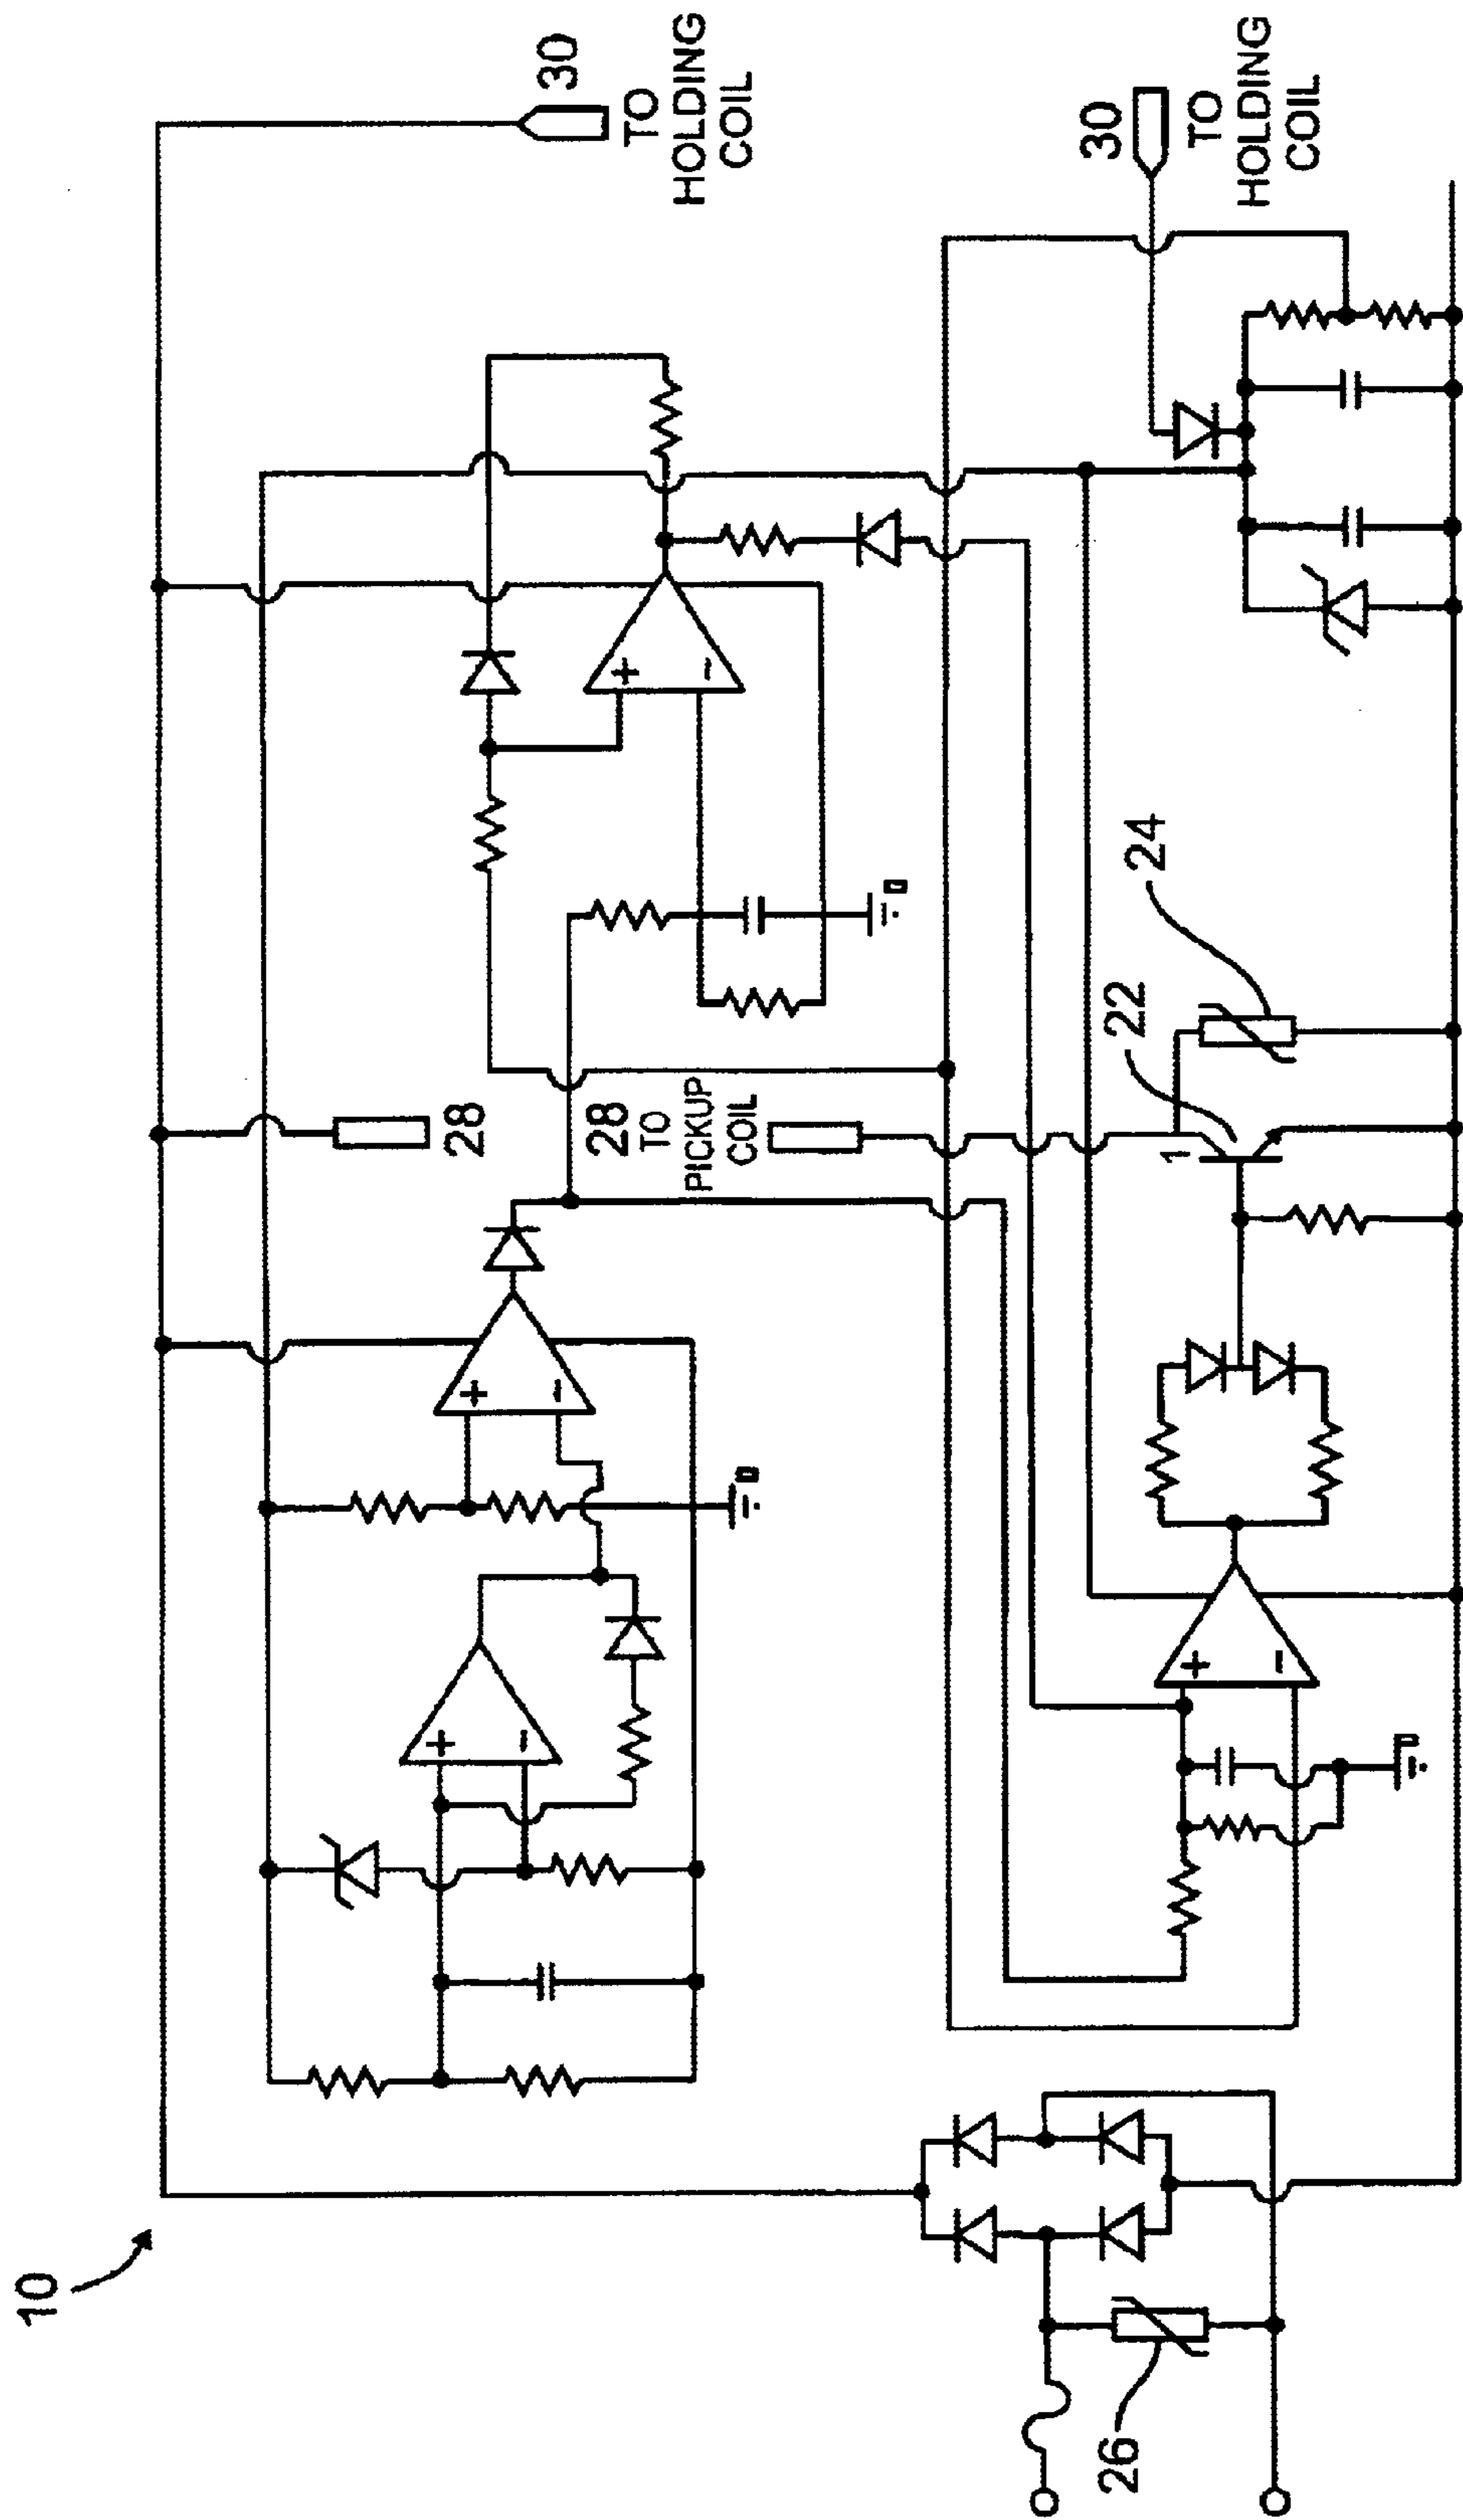 10
30
TO
HOLDING
COIL
28
28
TO
PICKUP
COIL
30
TO
HOLDING
COIL
+
−
+
−
+
~
24
22
1
+
−
26